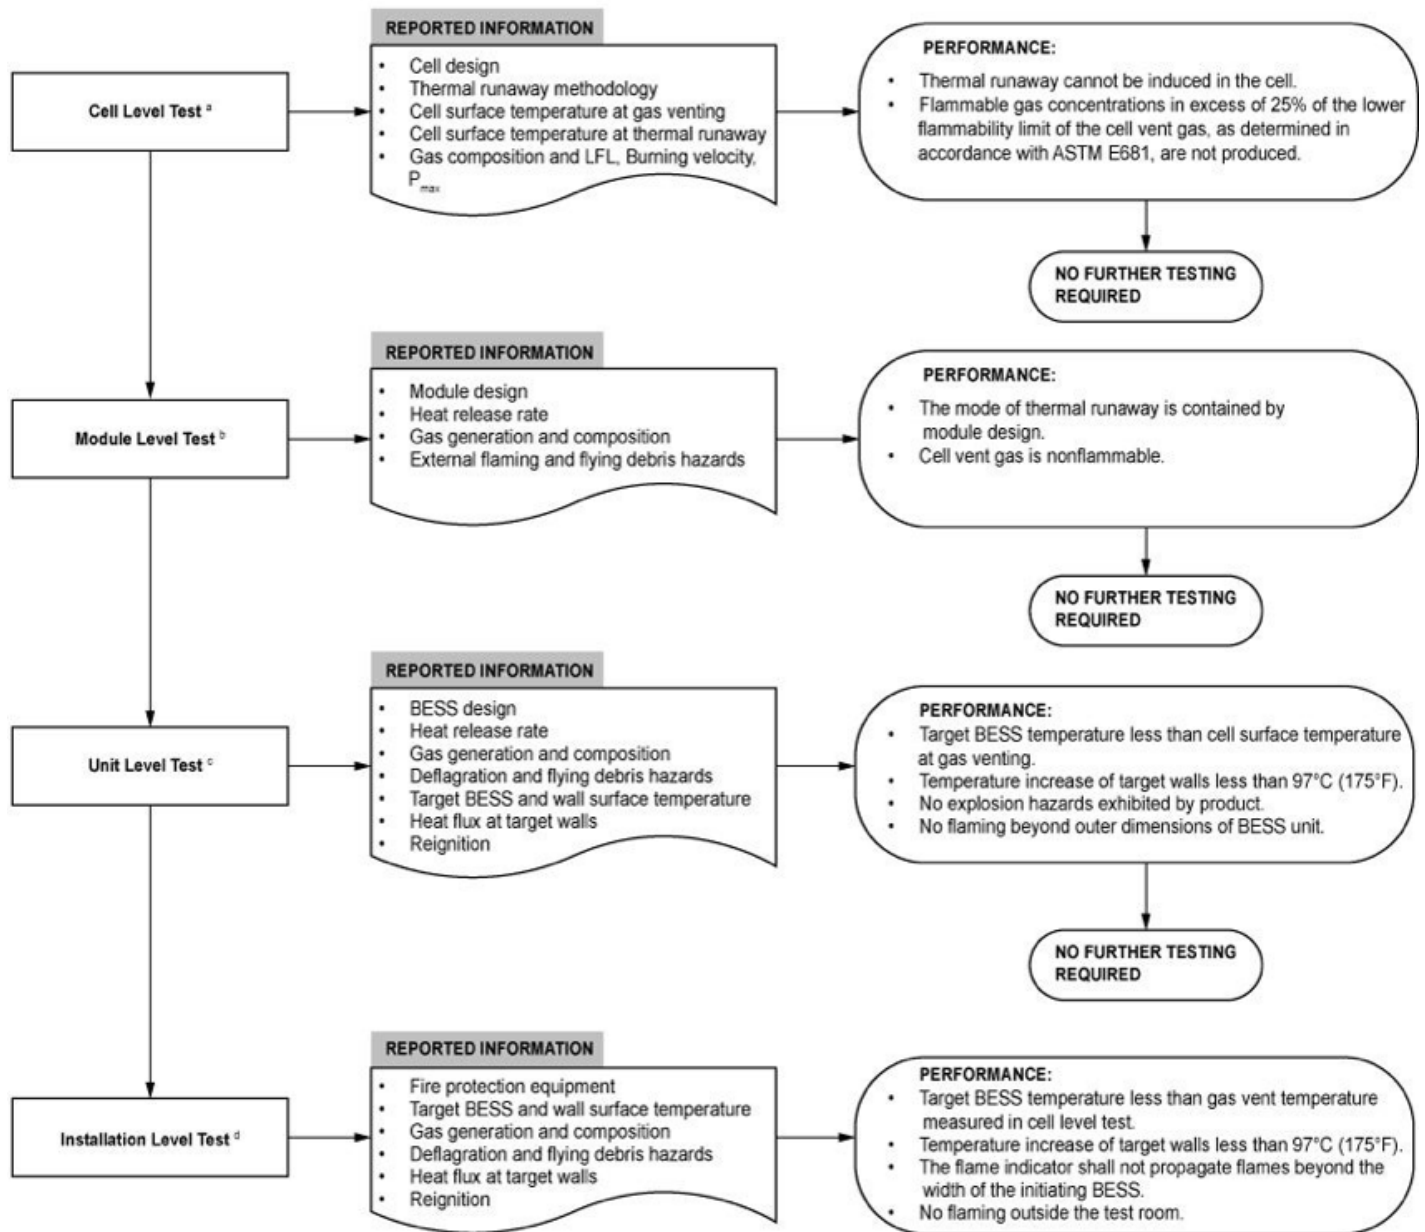 REPORTED INFORMATION
Cell Level Test a
• Cell design
• Thermal runaway methodology
• Cell surface temperature at gas venting
• Cell surface temperature at thermal runaway
• Gas composition and LFL, Burning velocity,
Pmax
PERFORMANCE:
• Thermal runaway cannot be induced in the cell.
• Flammable gas concentrations in excess of 25% of the lower
flammability limit of the cell vent gas, as determined in
accordance with ASTM E681, are not produced.
NO FURTHER TESTING
REQUIRED
REPORTED INFORMATION
Module Level Test b
• Module design
• Heat release rate
• Gas generation and composition
• External flaming and flying debris hazards
PERFORMANCE:
• The mode of thermal runaway is contained by
module design.
• Cell vent gas is nonflammable.
NO FURTHER TESTING
REQUIRED
REPORTED INFORMATION
Unit Level Test c
• BESS design
• Heat release rate
• Gas generation and composition
• Deflagration and flying debris hazards
• Target BESS and wall surface temperature
• Heat flux at target walls
• Reignition
PERFORMANCE:
• Target BESS temperature less than cell surface temperature
at gas venting.
• Temperature increase of target walls less than 97°C (175°F).
• No explosion hazards exhibited by product.
• No flaming beyond outer dimensions of BESS unit.
NO FURTHER TESTING
REQUIRED
REPORTED INFORMATION
Installation Level Test d
• Fire protection equipment
• Target BESS and wall surface temperature
• Gas generation and composition
• Deflagration and flying debris hazards
• Heat flux at target walls
• Reignition
PERFORMANCE:
• Target BESS temperature less than gas vent temperature
measured in cell level test.
• Temperature increase of target walls less than 97°C (175°F).
• The flame indicator shall not propagate flames beyond the
width of the initiating BESS.
• No flaming outside the test room.